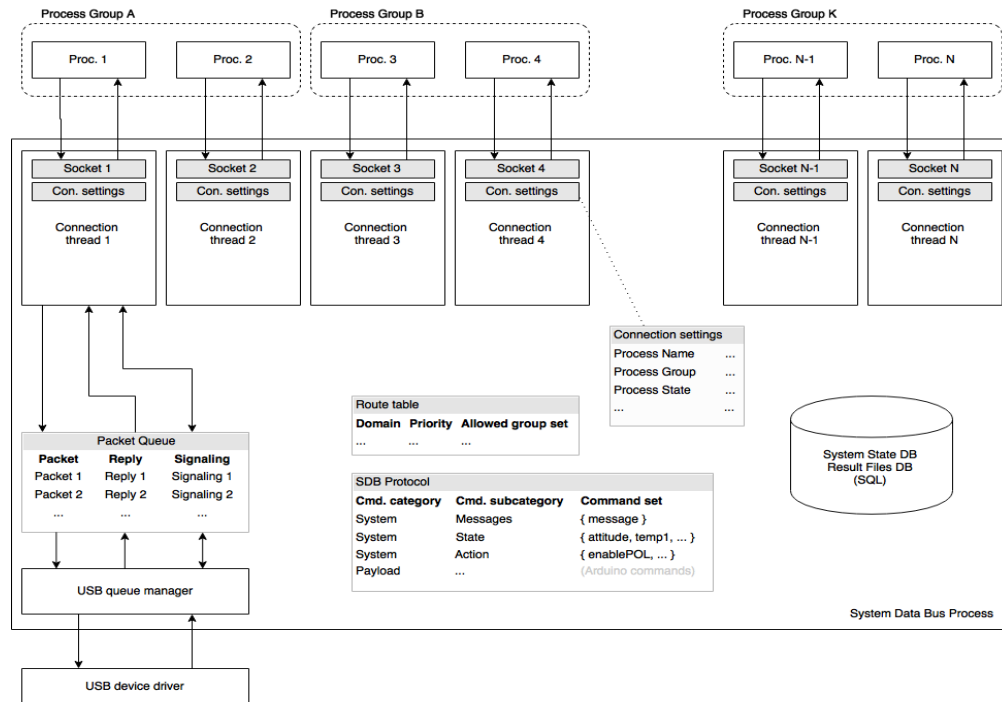 Process Group A
Process Group B
Process Group K
Proc. 1
Proc. 2
Proc. 3
Proc. 4
Proc. N-1
Proc. N
Socket 1
Socket 2
Socket 3
Socket 4
Socket N-1
Socket N
Con. settings
Con. settings
Con. settings
Con. settings
Con. settings
Con. settings
Connection
thread 1
Connection
thread 2
Connection
thread 3
Connection
thread 4
Connection
thread N-1
Connection
thread N
Connection settings
Process Name ...
Process Group ...
Process State ...
... ...
Route table
Domain Priority Allowed group set
... ... ...
Packet Queue
Packet Reply Signaling
Packet 1 Reply 1 Signaling 1
Packet 2 Reply 2 Signaling 2
... ... ...
System State DB
Result Files DB
(SQL)
SDB Protocol
Cmd. category Cmd. subcategory Command set
System Messages { message }
System State { attitude, temp1, ... }
System Action { enablePOL, ... }
Payload ... (Arduino commands)
USB queue manager
System Data Bus Process
USB device driver